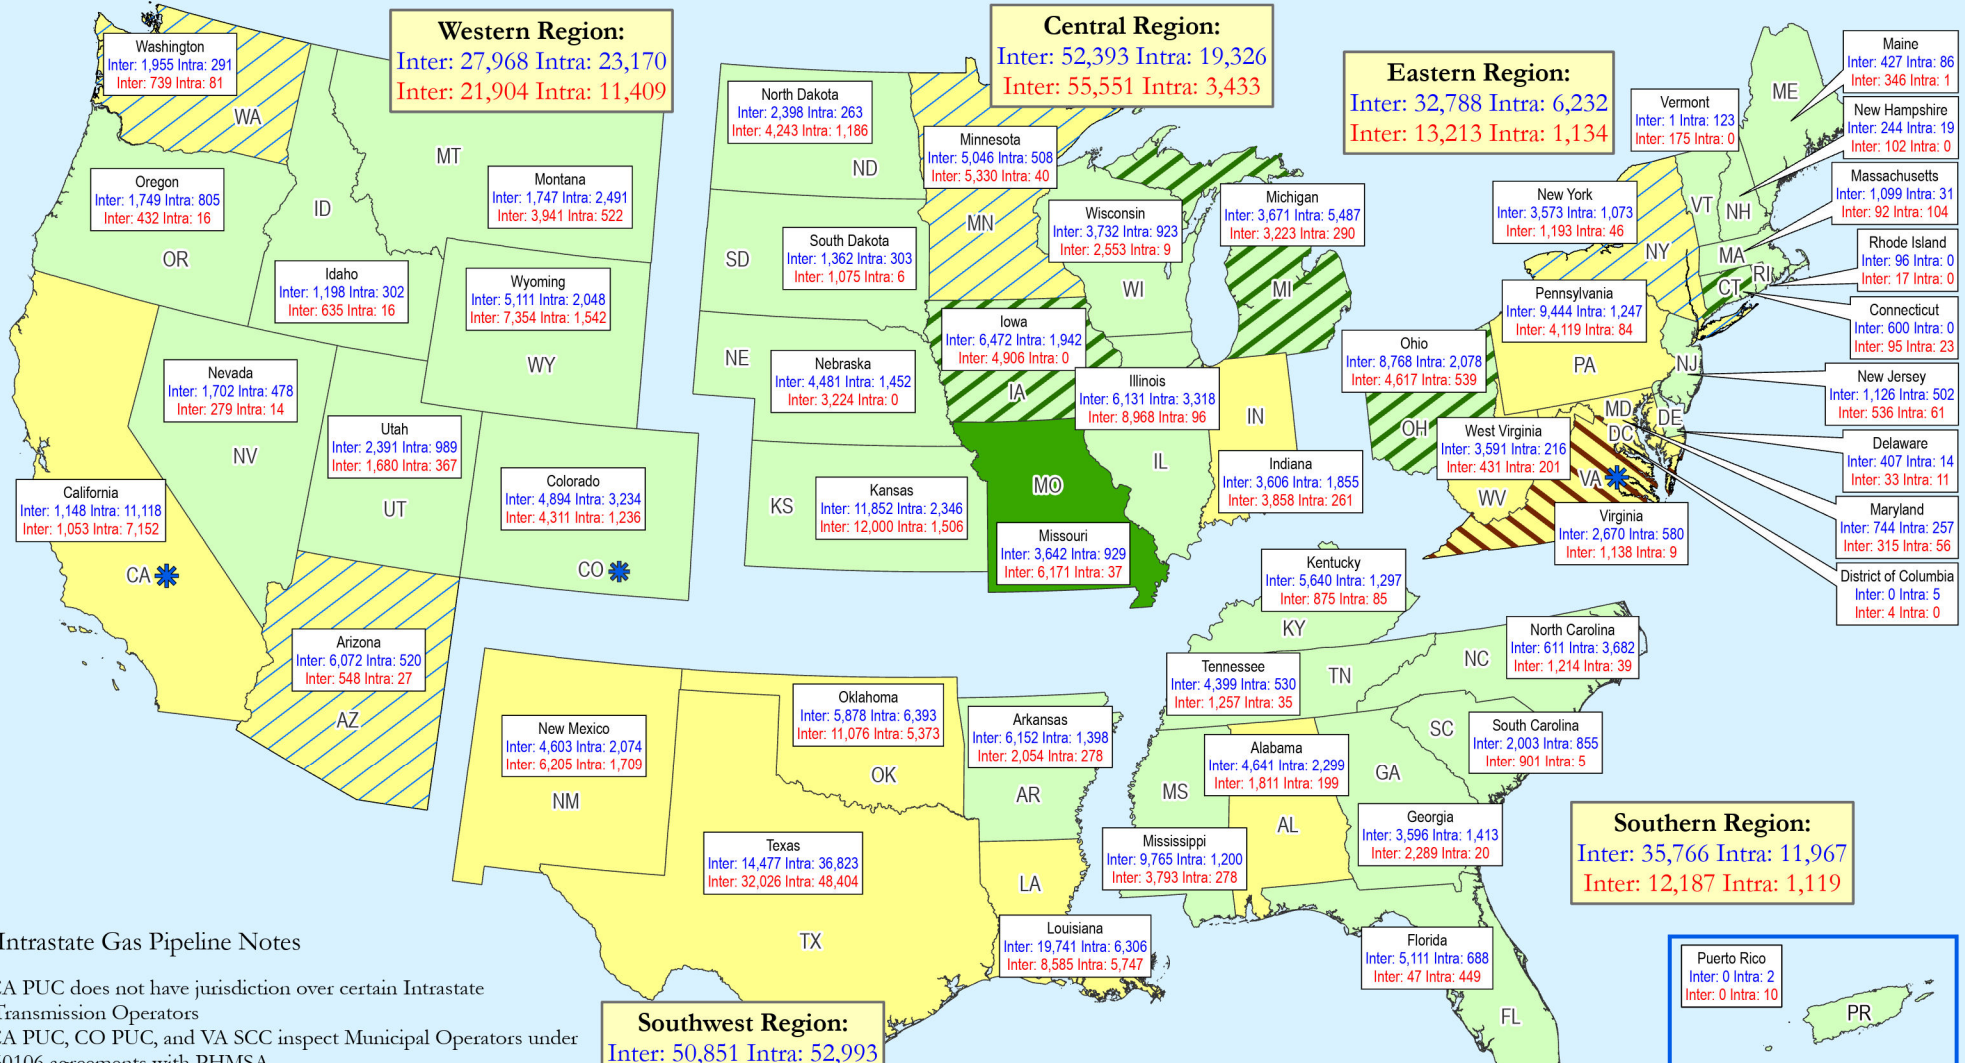 Western Region:
Inter: 27,968 Intra: 23,170
Inter: 21,904 Intra: 11,409
Central Region:
Inter: 52,393 Intra: 19,326
Inter: 55,551 Intra: 3,433
Eastern Region:
Inter: 32,788 Intra: 6,232
Inter: 13,213 Intra: 1,134
Washington
Inter: 1,955 Intra: 291
Inter: 739 Intra: 81
WA
Oregon
Inter: 1,749 Intra: 805
Inter: 432 Intra: 16
OR
ID
Idaho
Inter: 1,198 Intra: 302
Inter: 635 Intra: 16
MT
Montana
Inter: 1,747 Intra: 2,491
Inter: 3,941 Intra: 522
Wyoming
Inter: 5,111 Intra: 2,048
Inter: 7,354 Intra: 1,542
WY
Nevada
Inter: 1,702 Intra: 478
Inter: 279 Intra: 14
NV
Utah
Inter: 2,391 Intra: 989
Inter: 1,680 Intra: 367
UT
Colorado
Inter: 4,894 Intra: 3,234
Inter: 4,311 Intra: 1,236
CO
California
Inter: 1,148 Intra: 11,118
Inter: 1,053 Intra: 7,152
CA
Arizona
Inter: 6,072 Intra: 520
Inter: 548 Intra: 27
AZ
North Dakota
Inter: 2,398 Intra: 263
Inter: 4,243 Intra: 1,186
ND
Minnesota
Inter: 5,046 Intra: 508
Inter: 5,330 Intra: 40
MN
SD
South Dakota
Inter: 1,362 Intra: 303
Inter: 1,075 Intra: 6
Wisconsin
Inter: 3,732 Intra: 923
Inter: 2,553 Intra: 9
WI
Michigan
Inter: 3,671 Intra: 5,487
Inter: 3,223 Intra: 290
MI
NE
Nebraska
Inter: 4,481 Intra: 1,452
Inter: 3,224 Intra: 0
Iowa
Inter: 6,472 Intra: 1,942
Inter: 4,906 Intra: 0
IA
Illinois
Inter: 6,131 Intra: 3,318
Inter: 8,968 Intra: 96
IL
IN
Indiana
Inter: 3,606 Intra: 1,855
Inter: 3,858 Intra: 261
KS
Kansas
Inter: 11,852 Intra: 2,346
Inter: 12,000 Intra: 1,506
MO
Missouri
Inter: 3,642 Intra: 929
Inter: 6,171 Intra: 37
Maine
Inter: 427 Intra: 86
Inter: 346 Intra: 1
ME
Vermont
Inter: 1 Intra: 123
Inter: 175 Intra: 0
VT
New Hampshire
Inter: 244 Intra: 19
Inter: 102 Intra: 0
NH
Massachusetts
Inter: 1,099 Intra: 31
Inter: 92 Intra: 104
MA
New York
Inter: 3,573 Intra: 1,073
Inter: 1,193 Intra: 46
NY
Rhode Island
Inter: 96 Intra: 0
Inter: 17 Intra: 0
RI
CT
Connecticut
Inter: 600 Intra: 0
Inter: 95 Intra: 23
Pennsylvania
Inter: 9,444 Intra: 1,247
Inter: 4,119 Intra: 84
PA
NJ
New Jersey
Inter: 1,126 Intra: 502
Inter: 536 Intra: 61
Ohio
Inter: 8,768 Intra: 2,078
Inter: 4,617 Intra: 539
OH
MD
DE
DC
Delaware
Inter: 407 Intra: 14
Inter: 33 Intra: 11
West Virginia
Inter: 3,591 Intra: 216
Inter: 431 Intra: 201
WV
VA
Virginia
Inter: 2,670 Intra: 580
Inter: 1,138 Intra: 9
Maryland
Inter: 744 Intra: 257
Inter: 315 Intra: 56
District of Columbia
Inter: 0 Intra: 5
Inter: 4 Intra: 0
Kentucky
Inter: 5,640 Intra: 1,297
Inter: 875 Intra: 85
KY
North Carolina
Inter: 611 Intra: 3,682
Inter: 1,214 Intra: 39
NC
Tennessee
Inter: 4,399 Intra: 530
Inter: 1,257 Intra: 35
TN
SC
South Carolina
Inter: 2,003 Intra: 855
Inter: 901 Intra: 5
Oklahoma
Inter: 5,878 Intra: 6,393
Inter: 11,076 Intra: 5,373
OK
Arkansas
Inter: 6,152 Intra: 1,398
Inter: 2,054 Intra: 278
AR
New Mexico
Inter: 4,603 Intra: 2,074
Inter: 6,205 Intra: 1,709
NM
MS
Alabama
Inter: 4,641 Intra: 2,299
Inter: 1,811 Intra: 199
AL
GA
Georgia
Inter: 3,596 Intra: 1,413
Inter: 2,289 Intra: 20
Mississippi
Inter: 9,765 Intra: 1,200
Inter: 3,793 Intra: 278
Texas
Inter: 14,477 Intra: 36,823
Inter: 32,026 Intra: 48,404
TX
LA
Louisiana
Inter: 19,741 Intra: 6,306
Inter: 8,585 Intra: 5,747
Southern Region:
Inter: 35,766 Intra: 11,967
Inter: 12,187 Intra: 1,119
Florida
Inter: 5,111 Intra: 688
Inter: 47 Intra: 449
FL
Puerto Rico
Inter: 0 Intra: 2
Inter: 0 Intra: 10
PR
Southwest Region:
Inter: 50,851 Intra: 52,993
Intrastate Gas Pipeline Notes
CA PUC does not have jurisdiction over certain Intrastate
Transmission Operators
CA PUC, CO PUC, and VA SCC inspect Municipal Operators under
60106 agreements with PHMSA